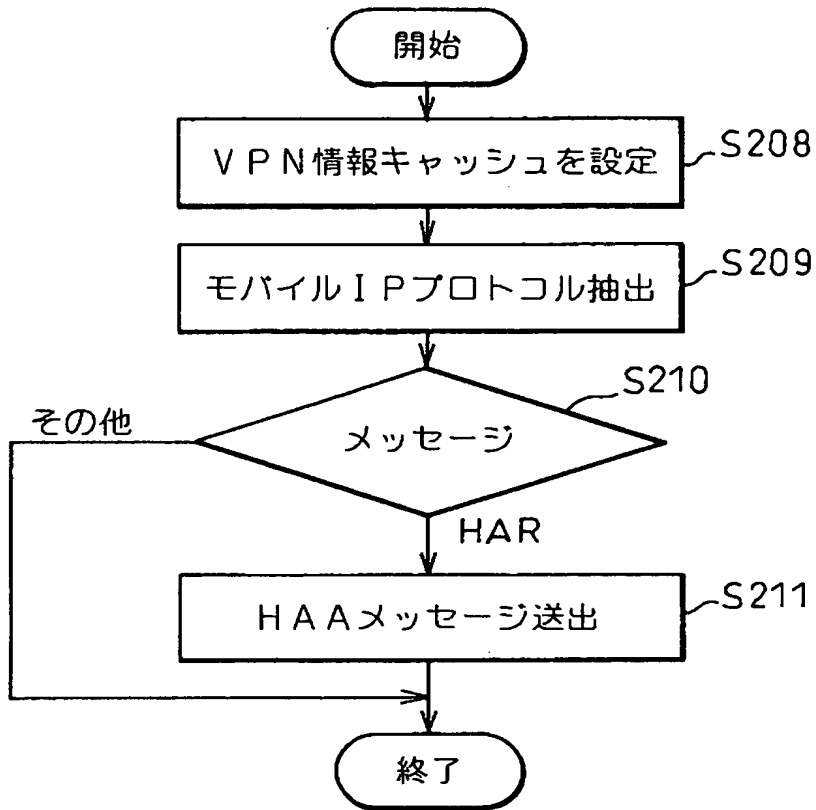 開始
VPN情報キャッシュを設定
S208
モバイルIPプロトコル抽出
S209
S210
メッセージ
その他
HAR
HAAメッセージ送出
S211
終了